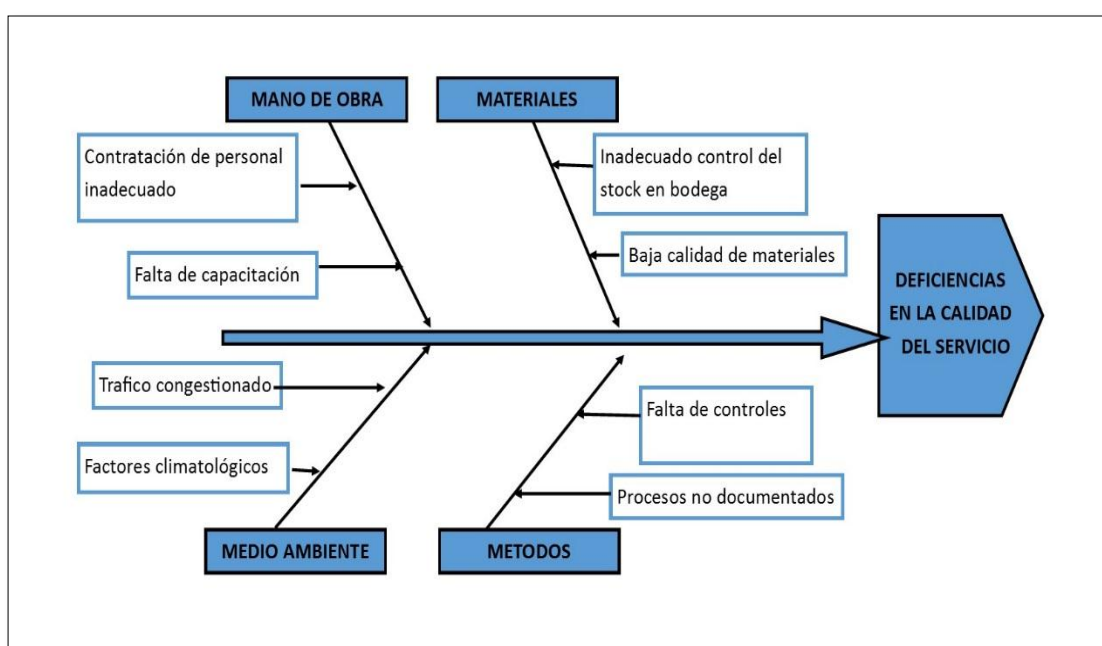 MANO DE OBRA
MATERIALES
Contratación de personal
inadecuado
Inadecuado control del
stock en bodega
Falta de capacitación
Baja calidad de materiales
DEFICIENCIAS
EN LA CALIDAD
DEL SERVICIO
Trafico congestionado
Falta de controles
Factores climatológicos
Procesos no documentados
MEDIO AMBIENTE
METODOS